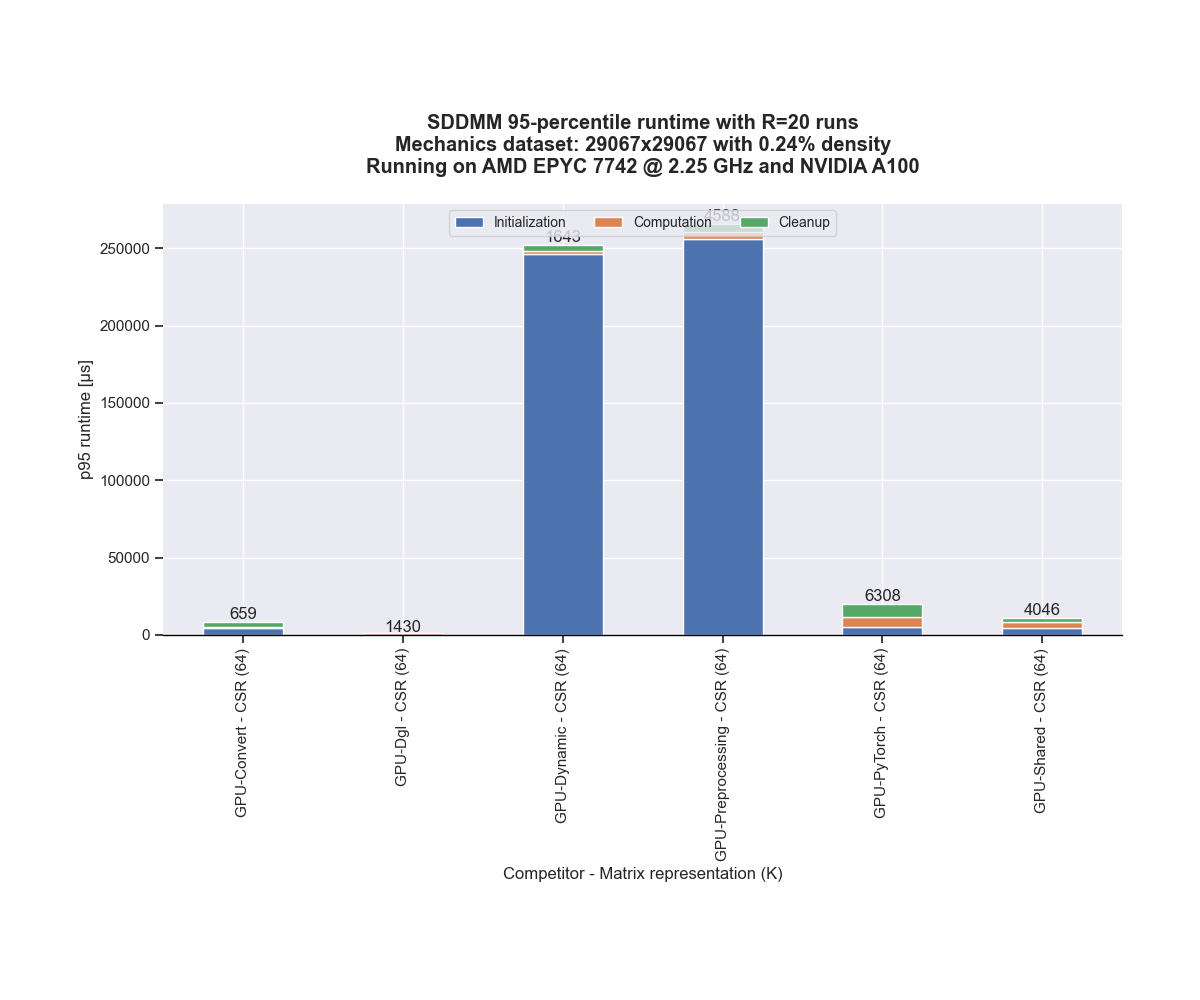 SDDMM 95-percentile runtime with R=20 runs
Mechanics dataset: 29067x29067 with 0.24% density
Running on AMD EPYC 7742 @ 2.25 GHz and NVIDIA A100
Initialization
Computation
Cleanup
p95 runtime [µs]
250000
200000
150000
100000
50000
0
659
1430
1643
4588
6308
4046
GPU-Convert - CSR (64)
GPU-Dgl - CSR (64)
GPU-Dynamic - CSR (64)
GPU-Preprocessing - CSR (64)
GPU-PyTorch - CSR (64)
GPU-Shared - CSR (64)
Competitor - Matrix representation (K)